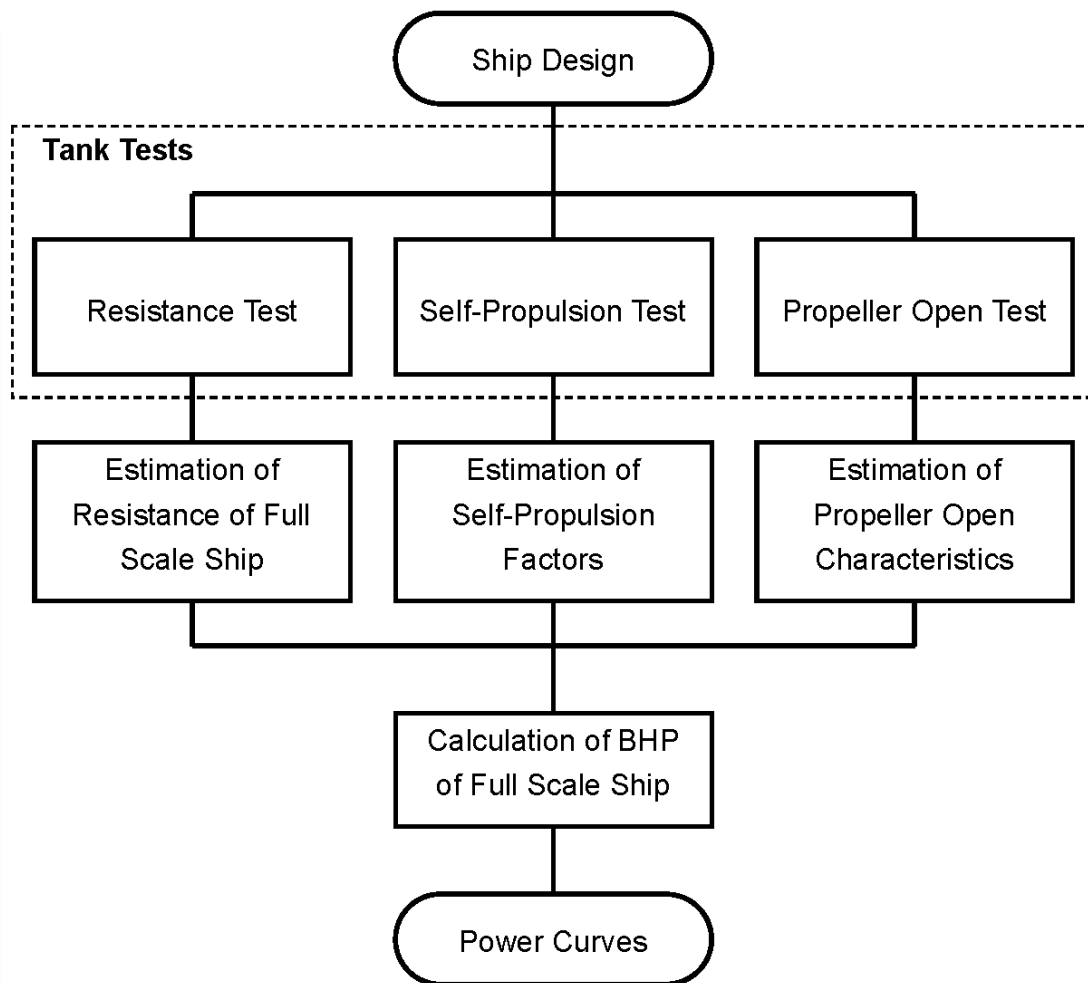 Ship Design
Tank Tests
Resistance Test
Self-Propulsion Test
Propeller Open Test
Estimation of
Resistance of Full
Scale Ship
Estimation of
Self-Propulsion
Factors
Estimation of
Propeller Open
Characteristics
Calculation of BHP
of Full Scale Ship
Power Curves